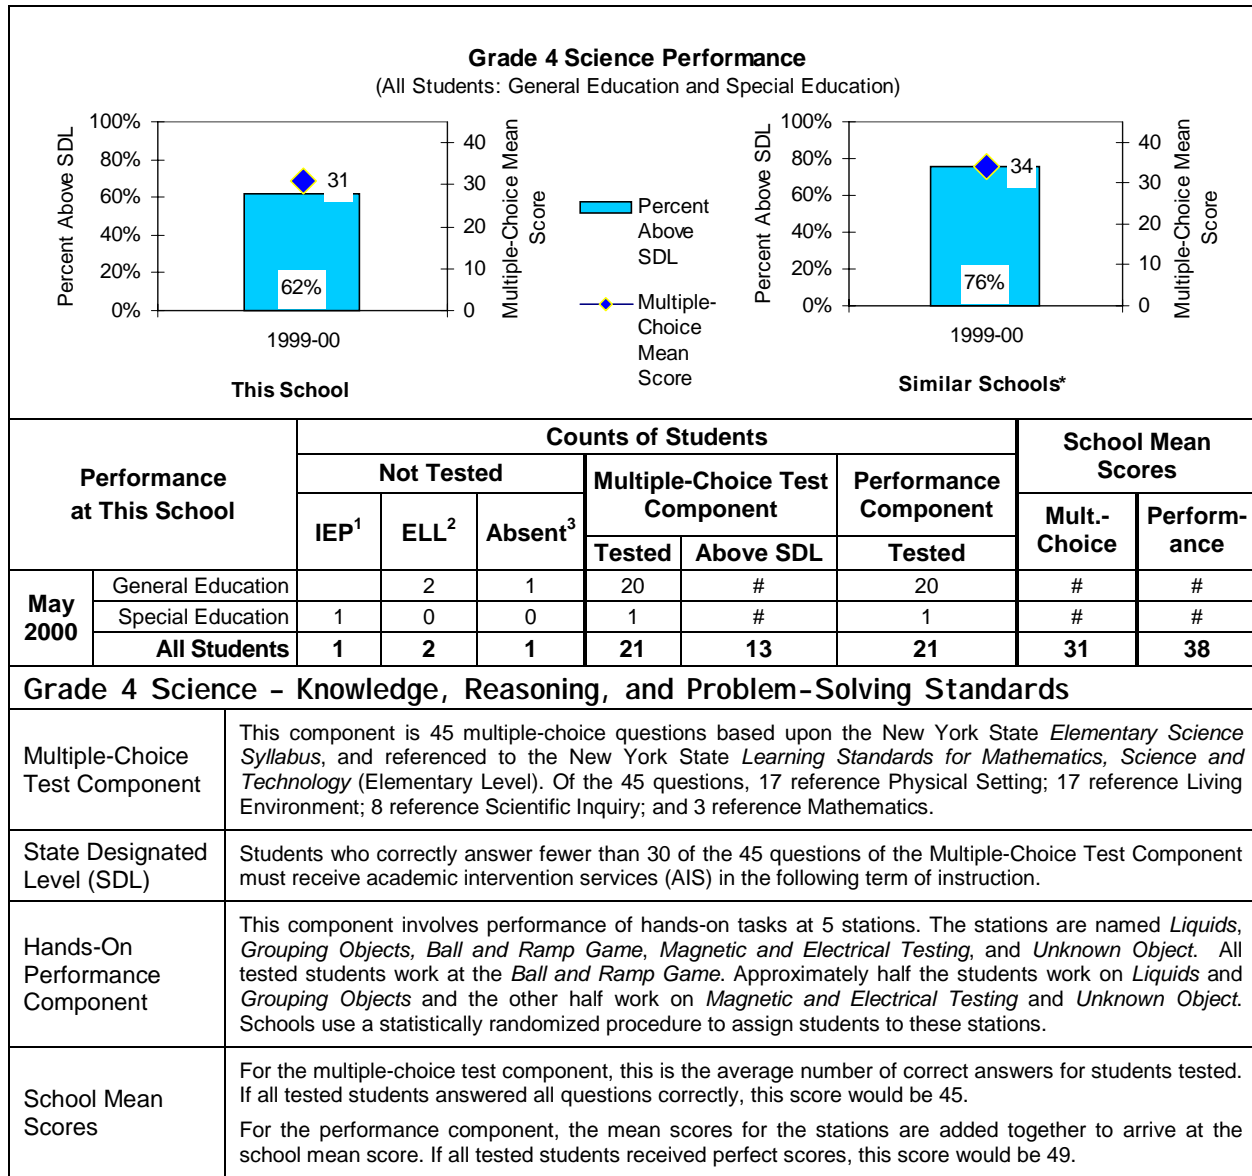 Grade 4 Science Performance
(All Students: General Education and Special Education)
Percent Above SDL
100%
80%
60%
40%
20%
0%
31
62%
1999-00
40
30
20
10
0
Multiple-Choice Mean
Score
This School
Percent
Above
SDL
Multiple-
Choice
Mean
Score
Percent Above SDL
100%
80%
60%
40%
20%
0%
34
76%
1999-00
40
30
20
10
0
Multiple-Choice Mean
Score
Similar Schools*
Performance
at This School
Counts of Students
School Mean
Scores
Not Tested
Multiple-Choice Test
Component
Performance
Component
IEP1 ELL2 Absent3
Mult.-
Choice
Perform-
ance
Tested Above SDL Tested
May
2000
General Education 2 1 20 # 20 # #
Special Education 1 0 0 1 # 1 # #
All Students 1 2 1 21 13 21 31 38
Grade 4 Science – Knowledge, Reasoning, and Problem-Solving Standards
Multiple-Choice
Test Component
This component is 45 multiple-choice questions based upon the New York State Elementary Science
Syllabus, and referenced to the New York State Learning Standards for Mathematics, Science and
Technology (Elementary Level). Of the 45 questions, 17 reference Physical Setting; 17 reference Living
Environment; 8 reference Scientific Inquiry; and 3 reference Mathematics.
State Designated
Level (SDL)
Students who correctly answer fewer than 30 of the 45 questions of the Multiple-Choice Test Component
must receive academic intervention services (AIS) in the following term of instruction.
Hands-On
Performance
Component
This component involves performance of hands-on tasks at 5 stations. The stations are named Liquids,
Grouping Objects, Ball and Ramp Game, Magnetic and Electrical Testing, and Unknown Object. All
tested students work at the Ball and Ramp Game. Approximately half the students work on Liquids and
Grouping Objects and the other half work on Magnetic and Electrical Testing and Unknown Object.
Schools use a statistically randomized procedure to assign students to these stations.
School Mean
Scores
For the multiple-choice test component, this is the average number of correct answers for students tested.
If all tested students answered all questions correctly, this score would be 45.
For the performance component, the mean scores for the stations are added together to arrive at the
school mean score. If all tested students received perfect scores, this score would be 49.